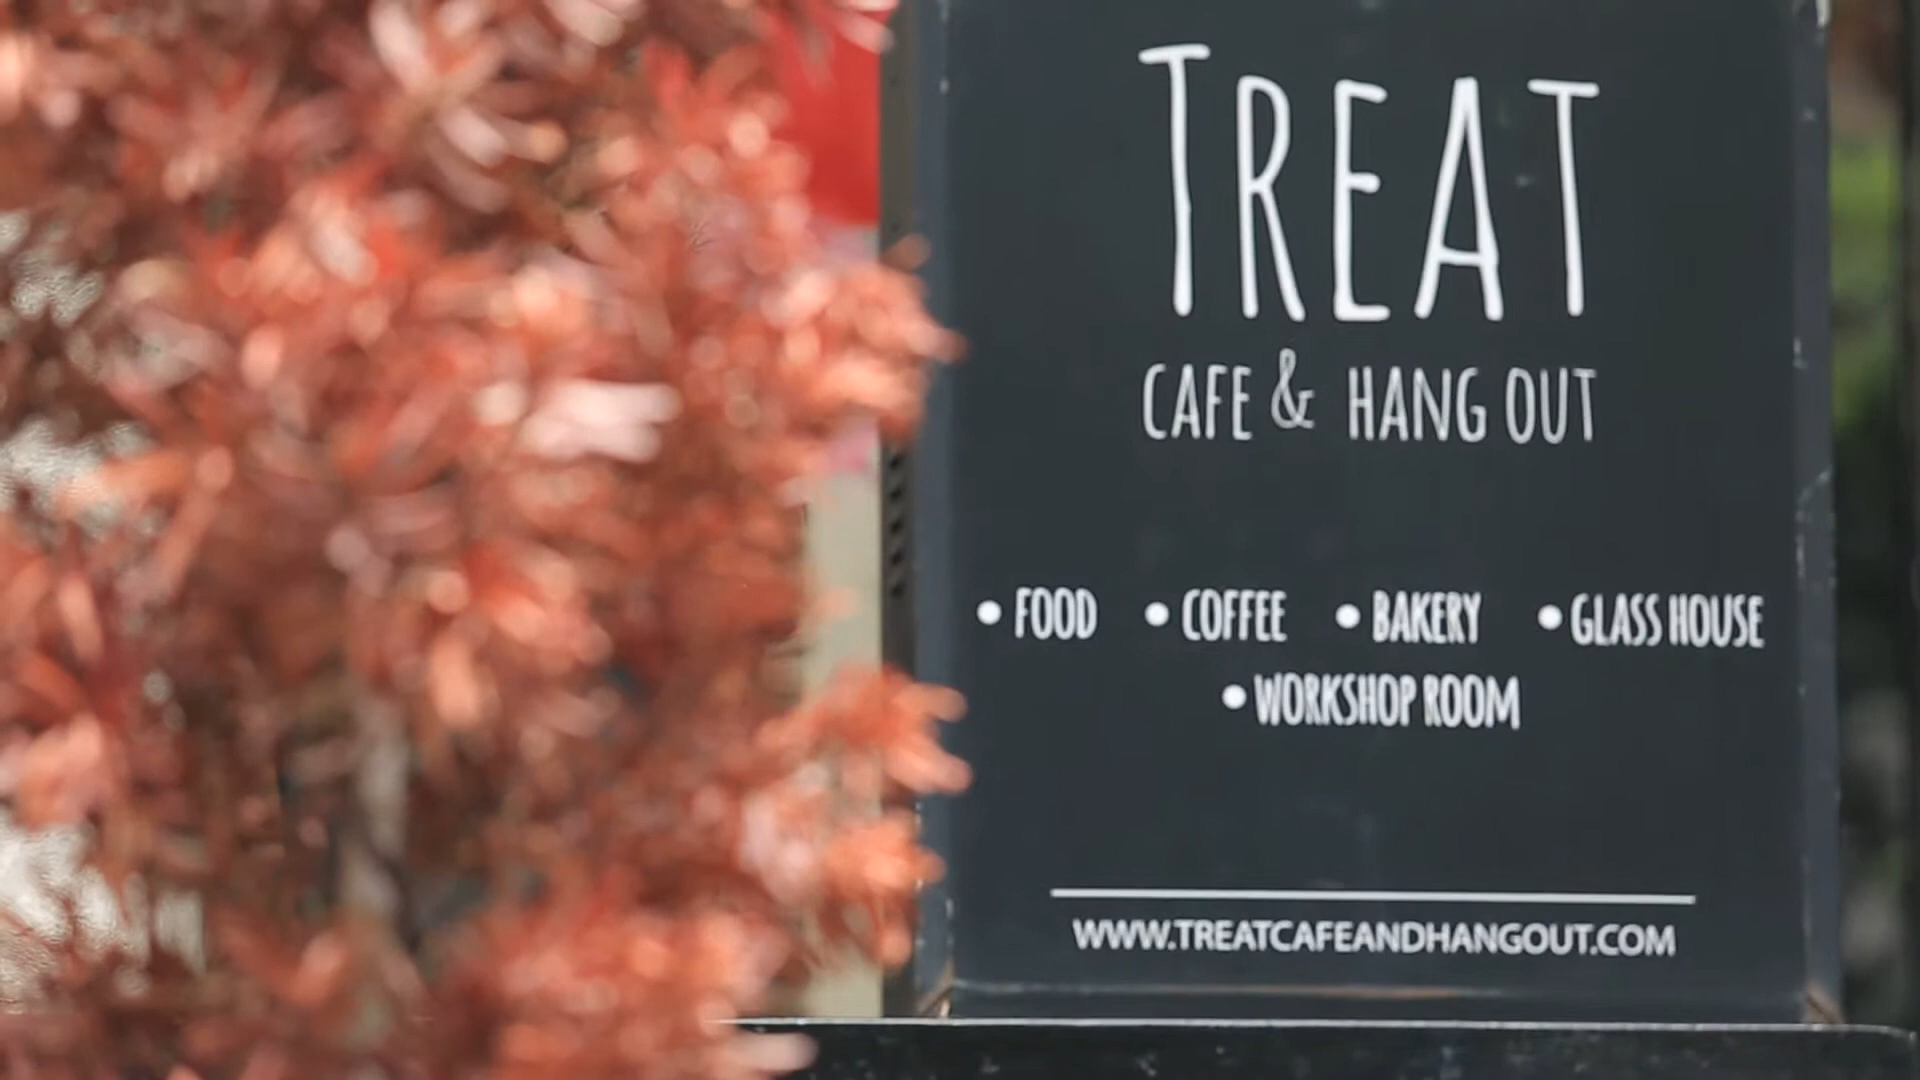 TREAT
CAFE & HANG OUT
• FOOD • COFFEE • BAKERY • GLASS HOUSE
• WORKSHOP ROOM
WWW.TREATCAFEANDHANGOUT.COM